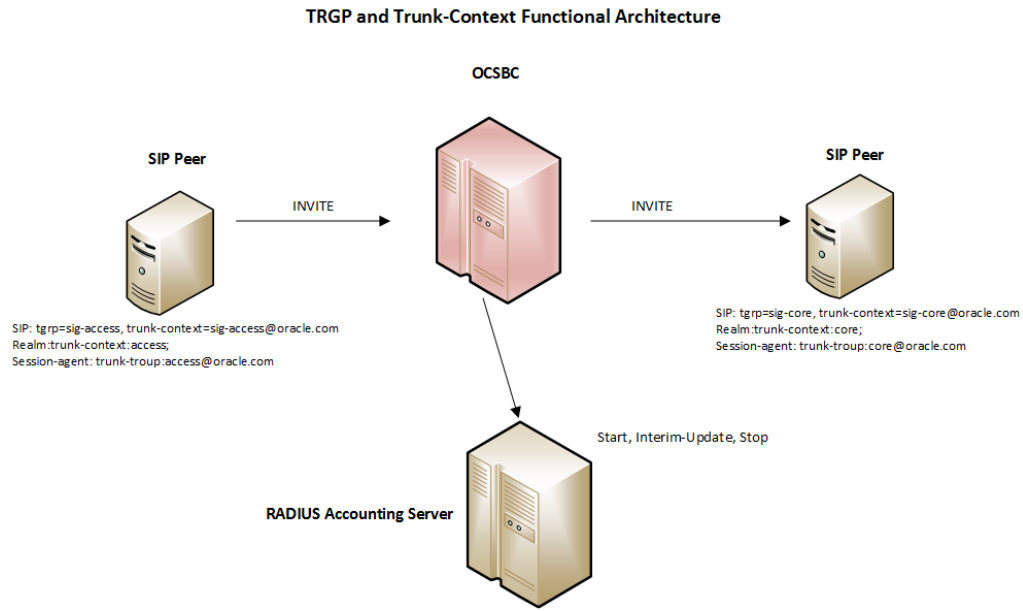 TRGP and Trunk-Context Functional Architecture
OCSBC
SIP Peer
SIP Peer
INVITE
INVITE
SIP: tgrp=sig-access, trunk-context=sig-access@oracle.com
Realm:trunk-context:access;
Session-agent: trunk-troup:access@oracle.com
SIP: tgrp=sig-core, trunk-context=sig-core@oracle.com
Realm:trunk-context:core;
Session-agent: trunk-troup:core@oracle.com
Start, Interim-Update, Stop
RADIUS Accounting Server